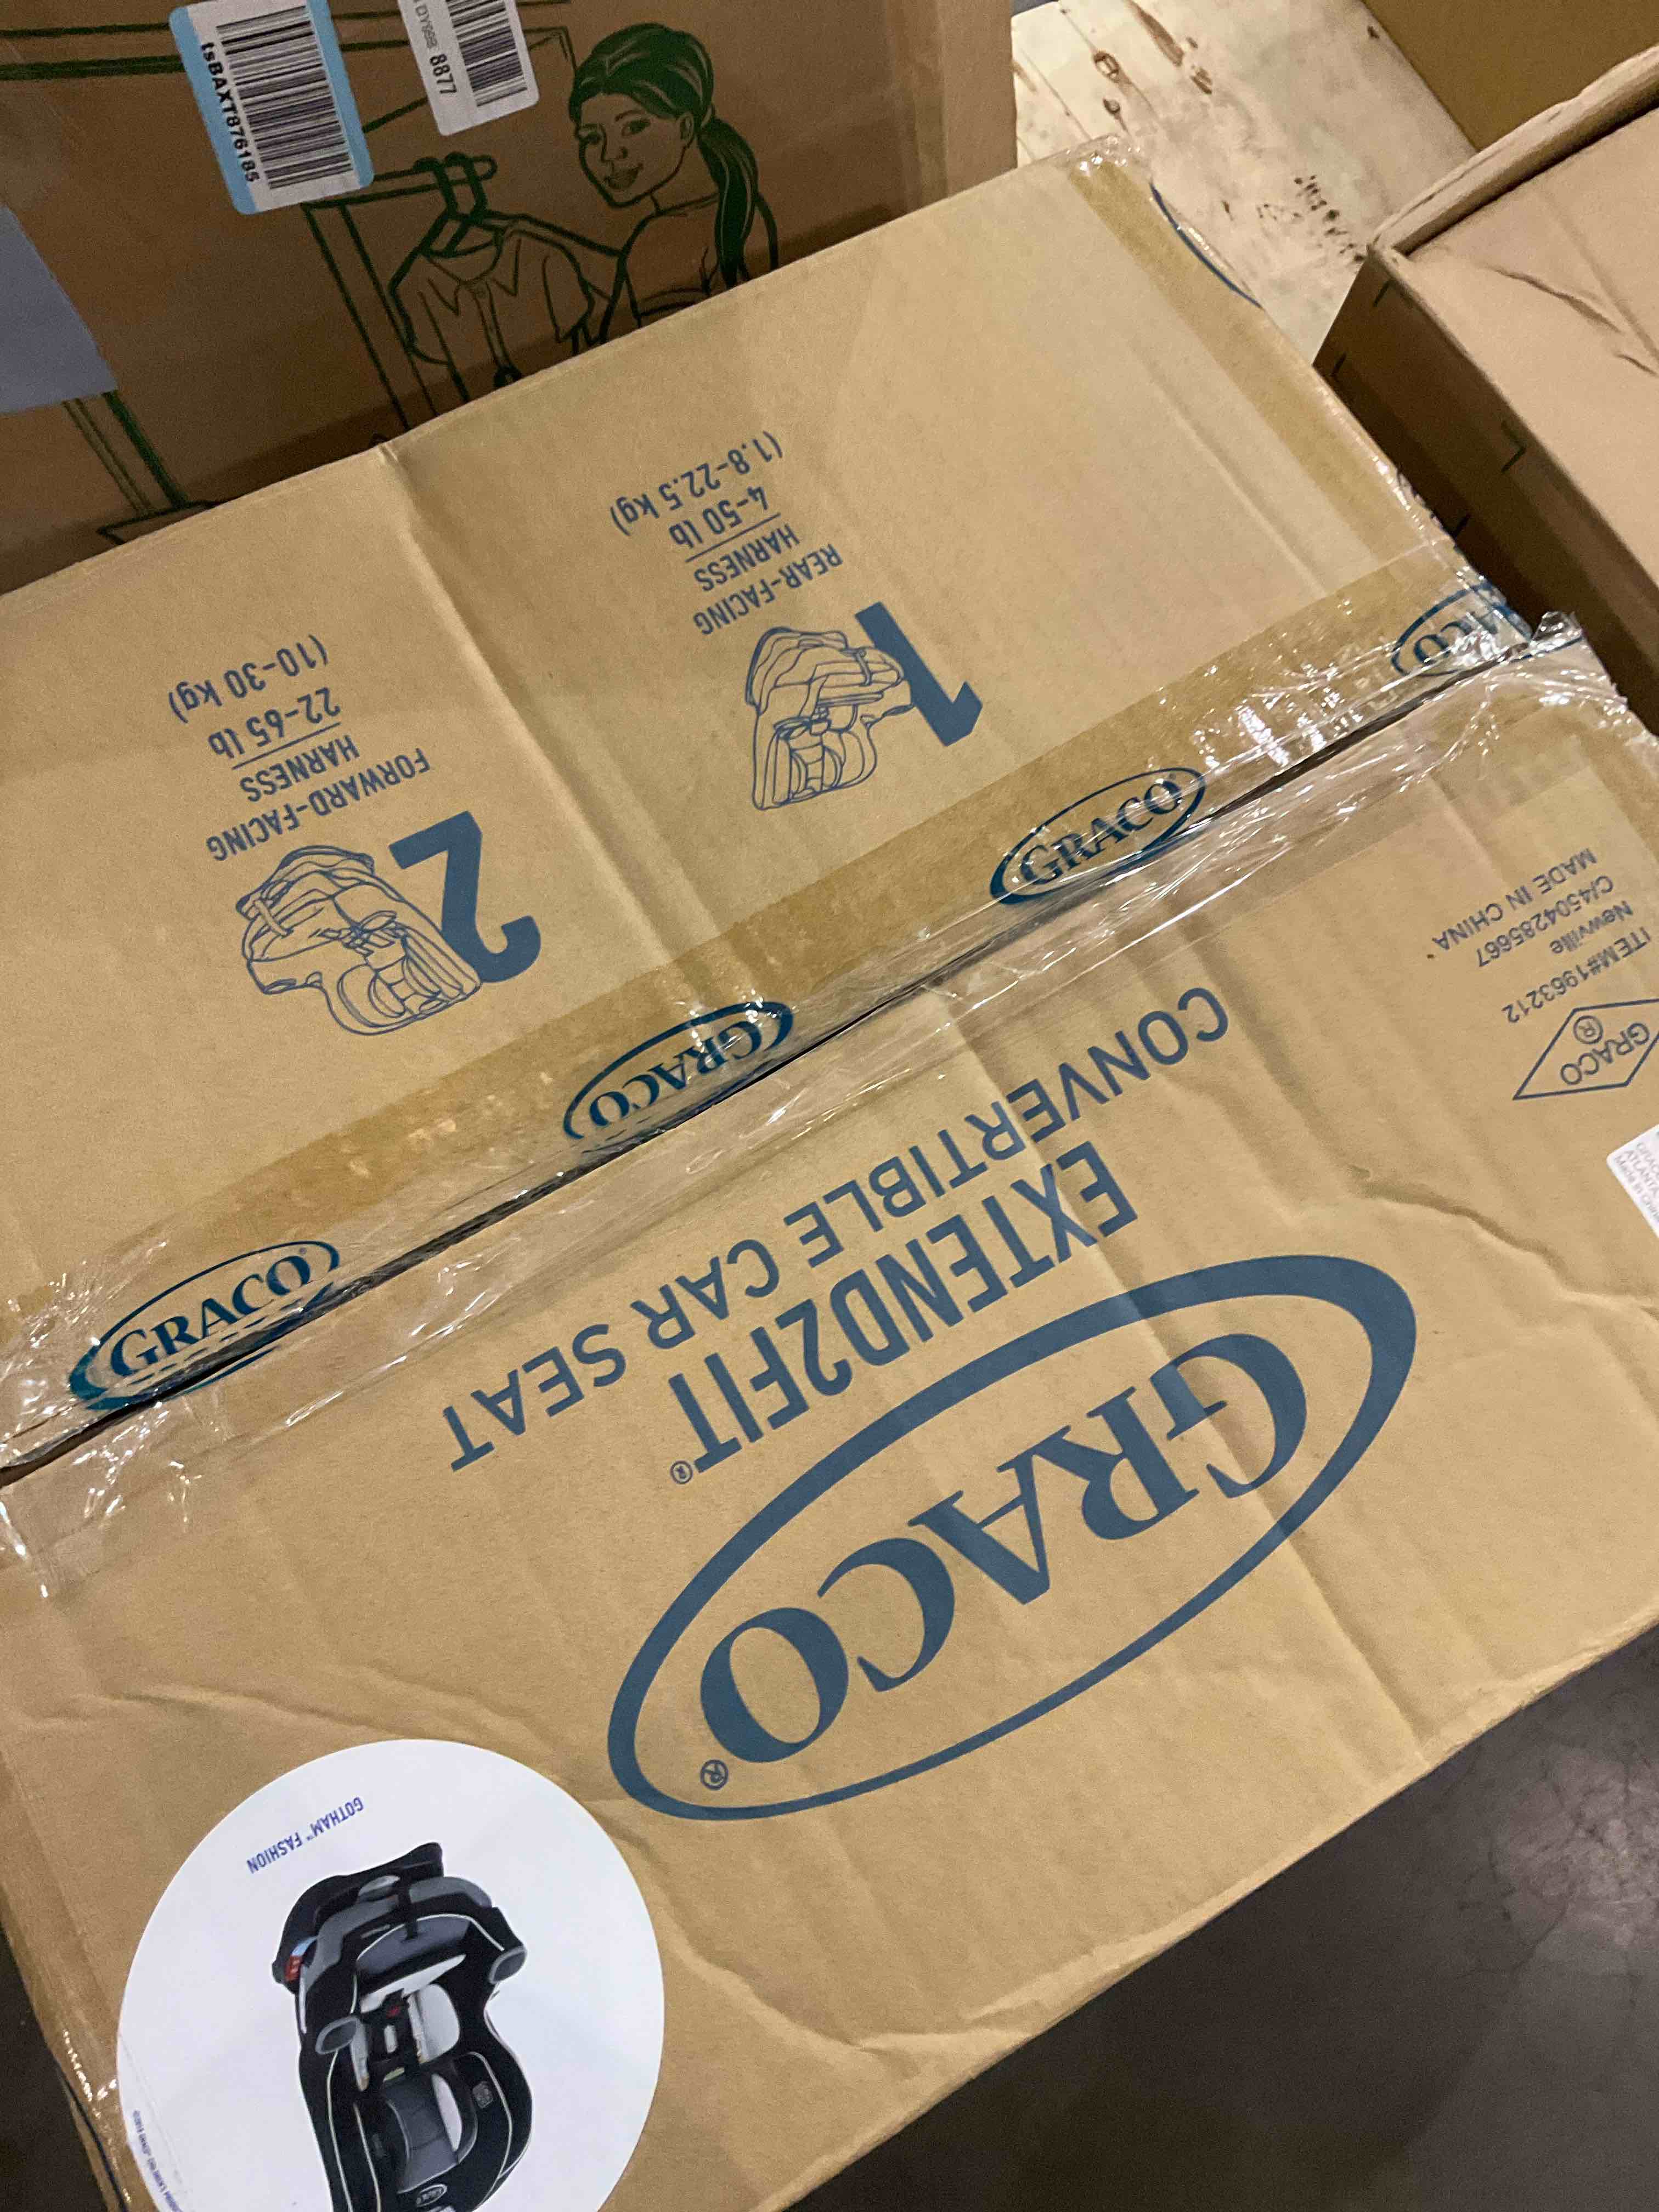 tsBAXT876185
8877
1
REAR-FACING
HARNESS
4-50 lb
(1.8-22.5 kg)
2
FORWARD-FACING
HARNESS
22-65 lb
(10-30 kg)
GRACO®
GRACO
GRACO®
GRACO
GRACO®
EXTEND2FIT®
CONVERTIBLE CAR SEAT
GRACO
®
ITEM#1963212
Newville
C/4504285667
MADE IN CHINA
GOTHAM™ FASHION